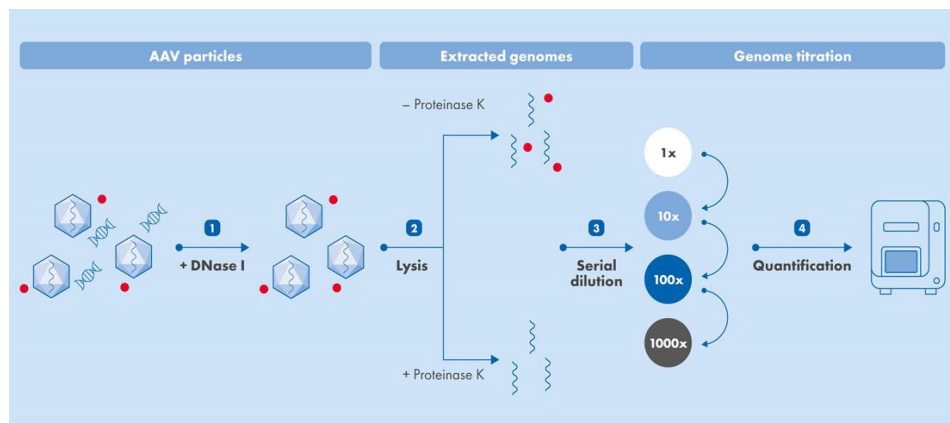 AAV particles
Extracted genomes
Genome titration
– Proteinase K
1x
10x
1
+ DNase I
2
Lysis
3
Serial
dilution
4
Quantification
100x
1000x
+ Proteinase K